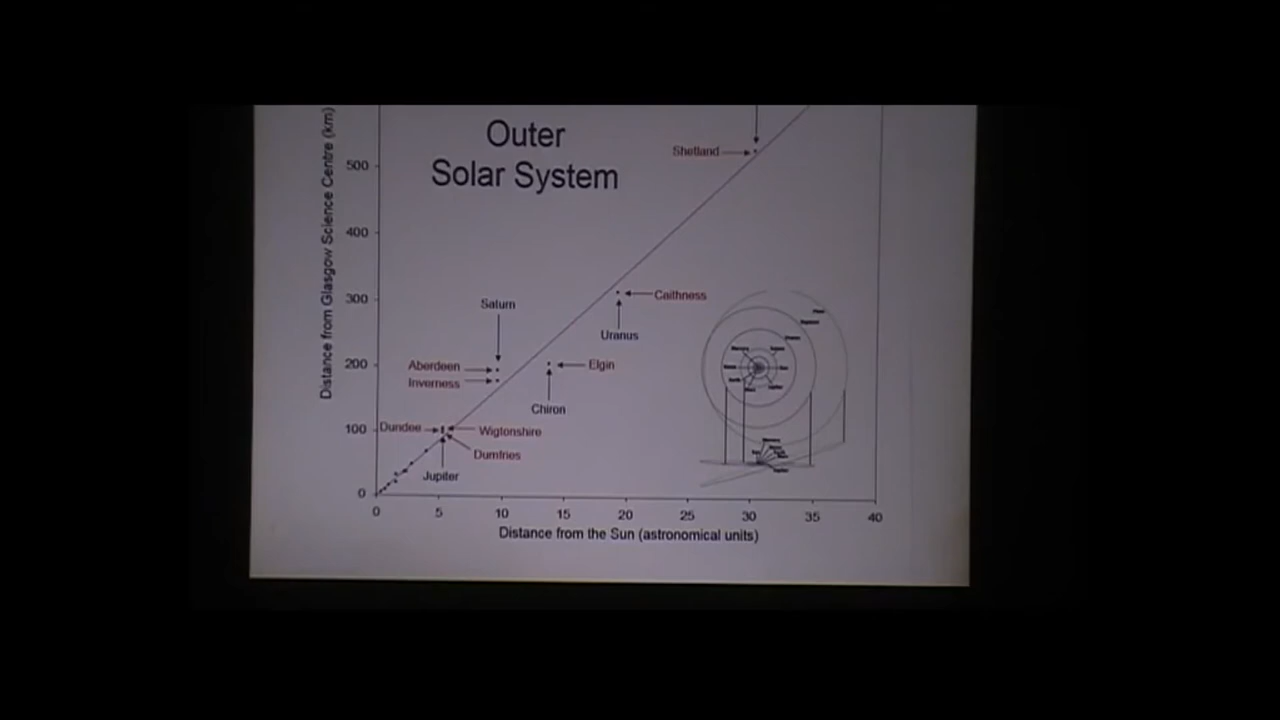 Outer
Solar System
Distance from Glasgow Science Centre (km)
500
400
300
200
100
0
Shetland
Caithness
Uranus
Saturn
Aberdeen
Inverness
Elgin
Chiron
Dundee
Wigtonshire
Dumfries
Jupiter
0 5 10 15 20 25 30 35 40
Distance from the Sun (astronomical units)